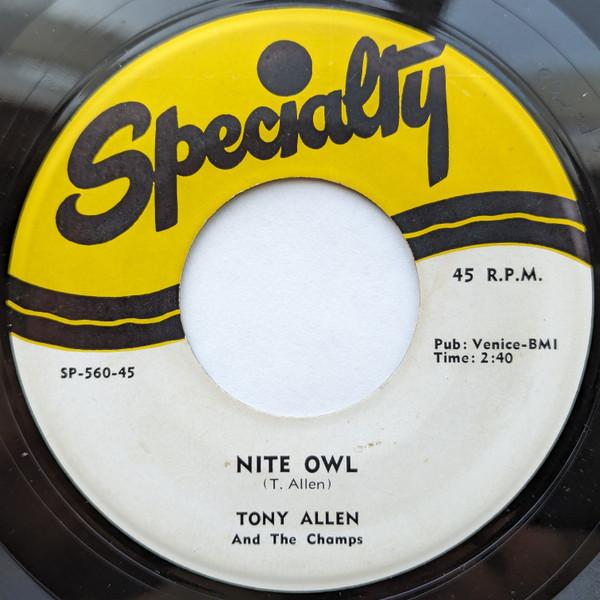 Specialty
45 R.P.M.
Pub: Venice-BMI
Time: 2:40
SP-560-45
NITE OWL
(T. Allen)
TONY ALLEN
And The Champs